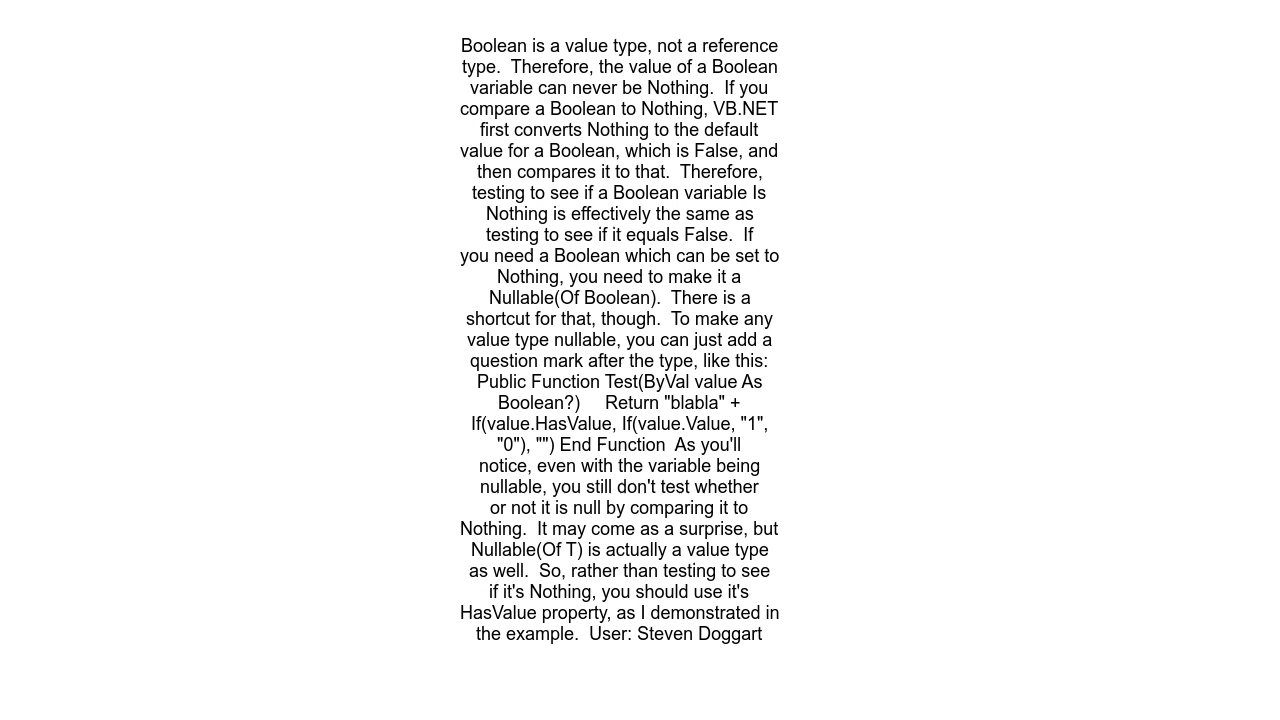 Boolean is a value type, not a reference
type.  Therefore, the value of a Boolean
variable can never be Nothing.  If you
compare a Boolean to Nothing, VB.NET
first converts Nothing to the default
value for a Boolean, which is False, and
then compares it to that.  Therefore,
testing to see if a Boolean variable Is
Nothing is effectively the same as
testing to see if it equals False.  If
you need a Boolean which can be set to
Nothing, you need to make it a
Nullable(Of Boolean).  There is a
shortcut for that, though.  To make any
value type nullable, you can just add a
question mark after the type, like this:
Public Function Test(ByVal value As
Boolean?)     Return "blabla" +
If(value.HasValue, If(value.Value, "1",
"0"), "") End Function  As you'll
notice, even with the variable being
nullable, you still don't test whether
or not it is null by comparing it to
Nothing.  It may come as a surprise, but
Nullable(Of T) is actually a value type
as well.  So, rather than testing to see
if it's Nothing, you should use it's
HasValue property, as I demonstrated in
the example.  User: Steven Doggart